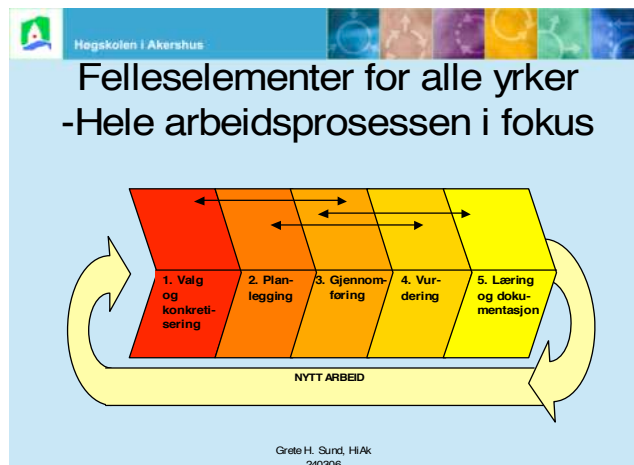 Høgskolen i Akershus
Felleselementer for alle yrker
-Hele arbeidsprosessen i fokus
1. Valg
og
konkreti-
sering
2. Plan-
legging
3. Gjennom-
føring
4. Vur-
dering
5. Læring
og doku-
mentasjon
NYTT ARBEID
Grete H. Sund, HiAk
240306